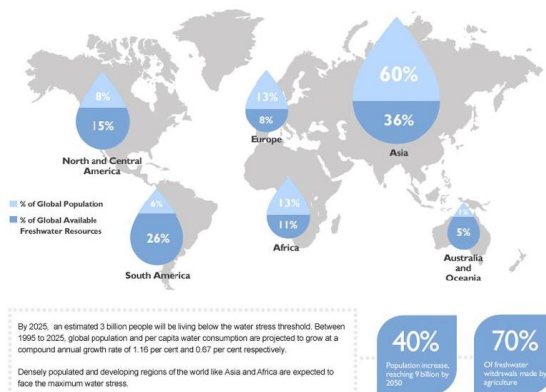 8%
15%
North and Central
America
13%
8%
Europe
60%
36%
Asia
% of Global Population
% of Global Available
Freshwater Resources
6%
26%
South America
13%
11%
Africa
5%
Australia
and
Oceania
By 2025, an estimated 3 billion people will be living below the water stress threshold. Between
1995 to 2025, global population and per capita water consumption are projected to grow at a
compound annual growth rate of 1.16 per cent and 0.67 per cent respectively.
Densely populated and developing regions of the world like Asia and Africa are expected to
face the maximum water stress.
40%
Population increase,
reaching 9 billion by
2050
70%
Of freshwater
witdrwals made by
agriculture